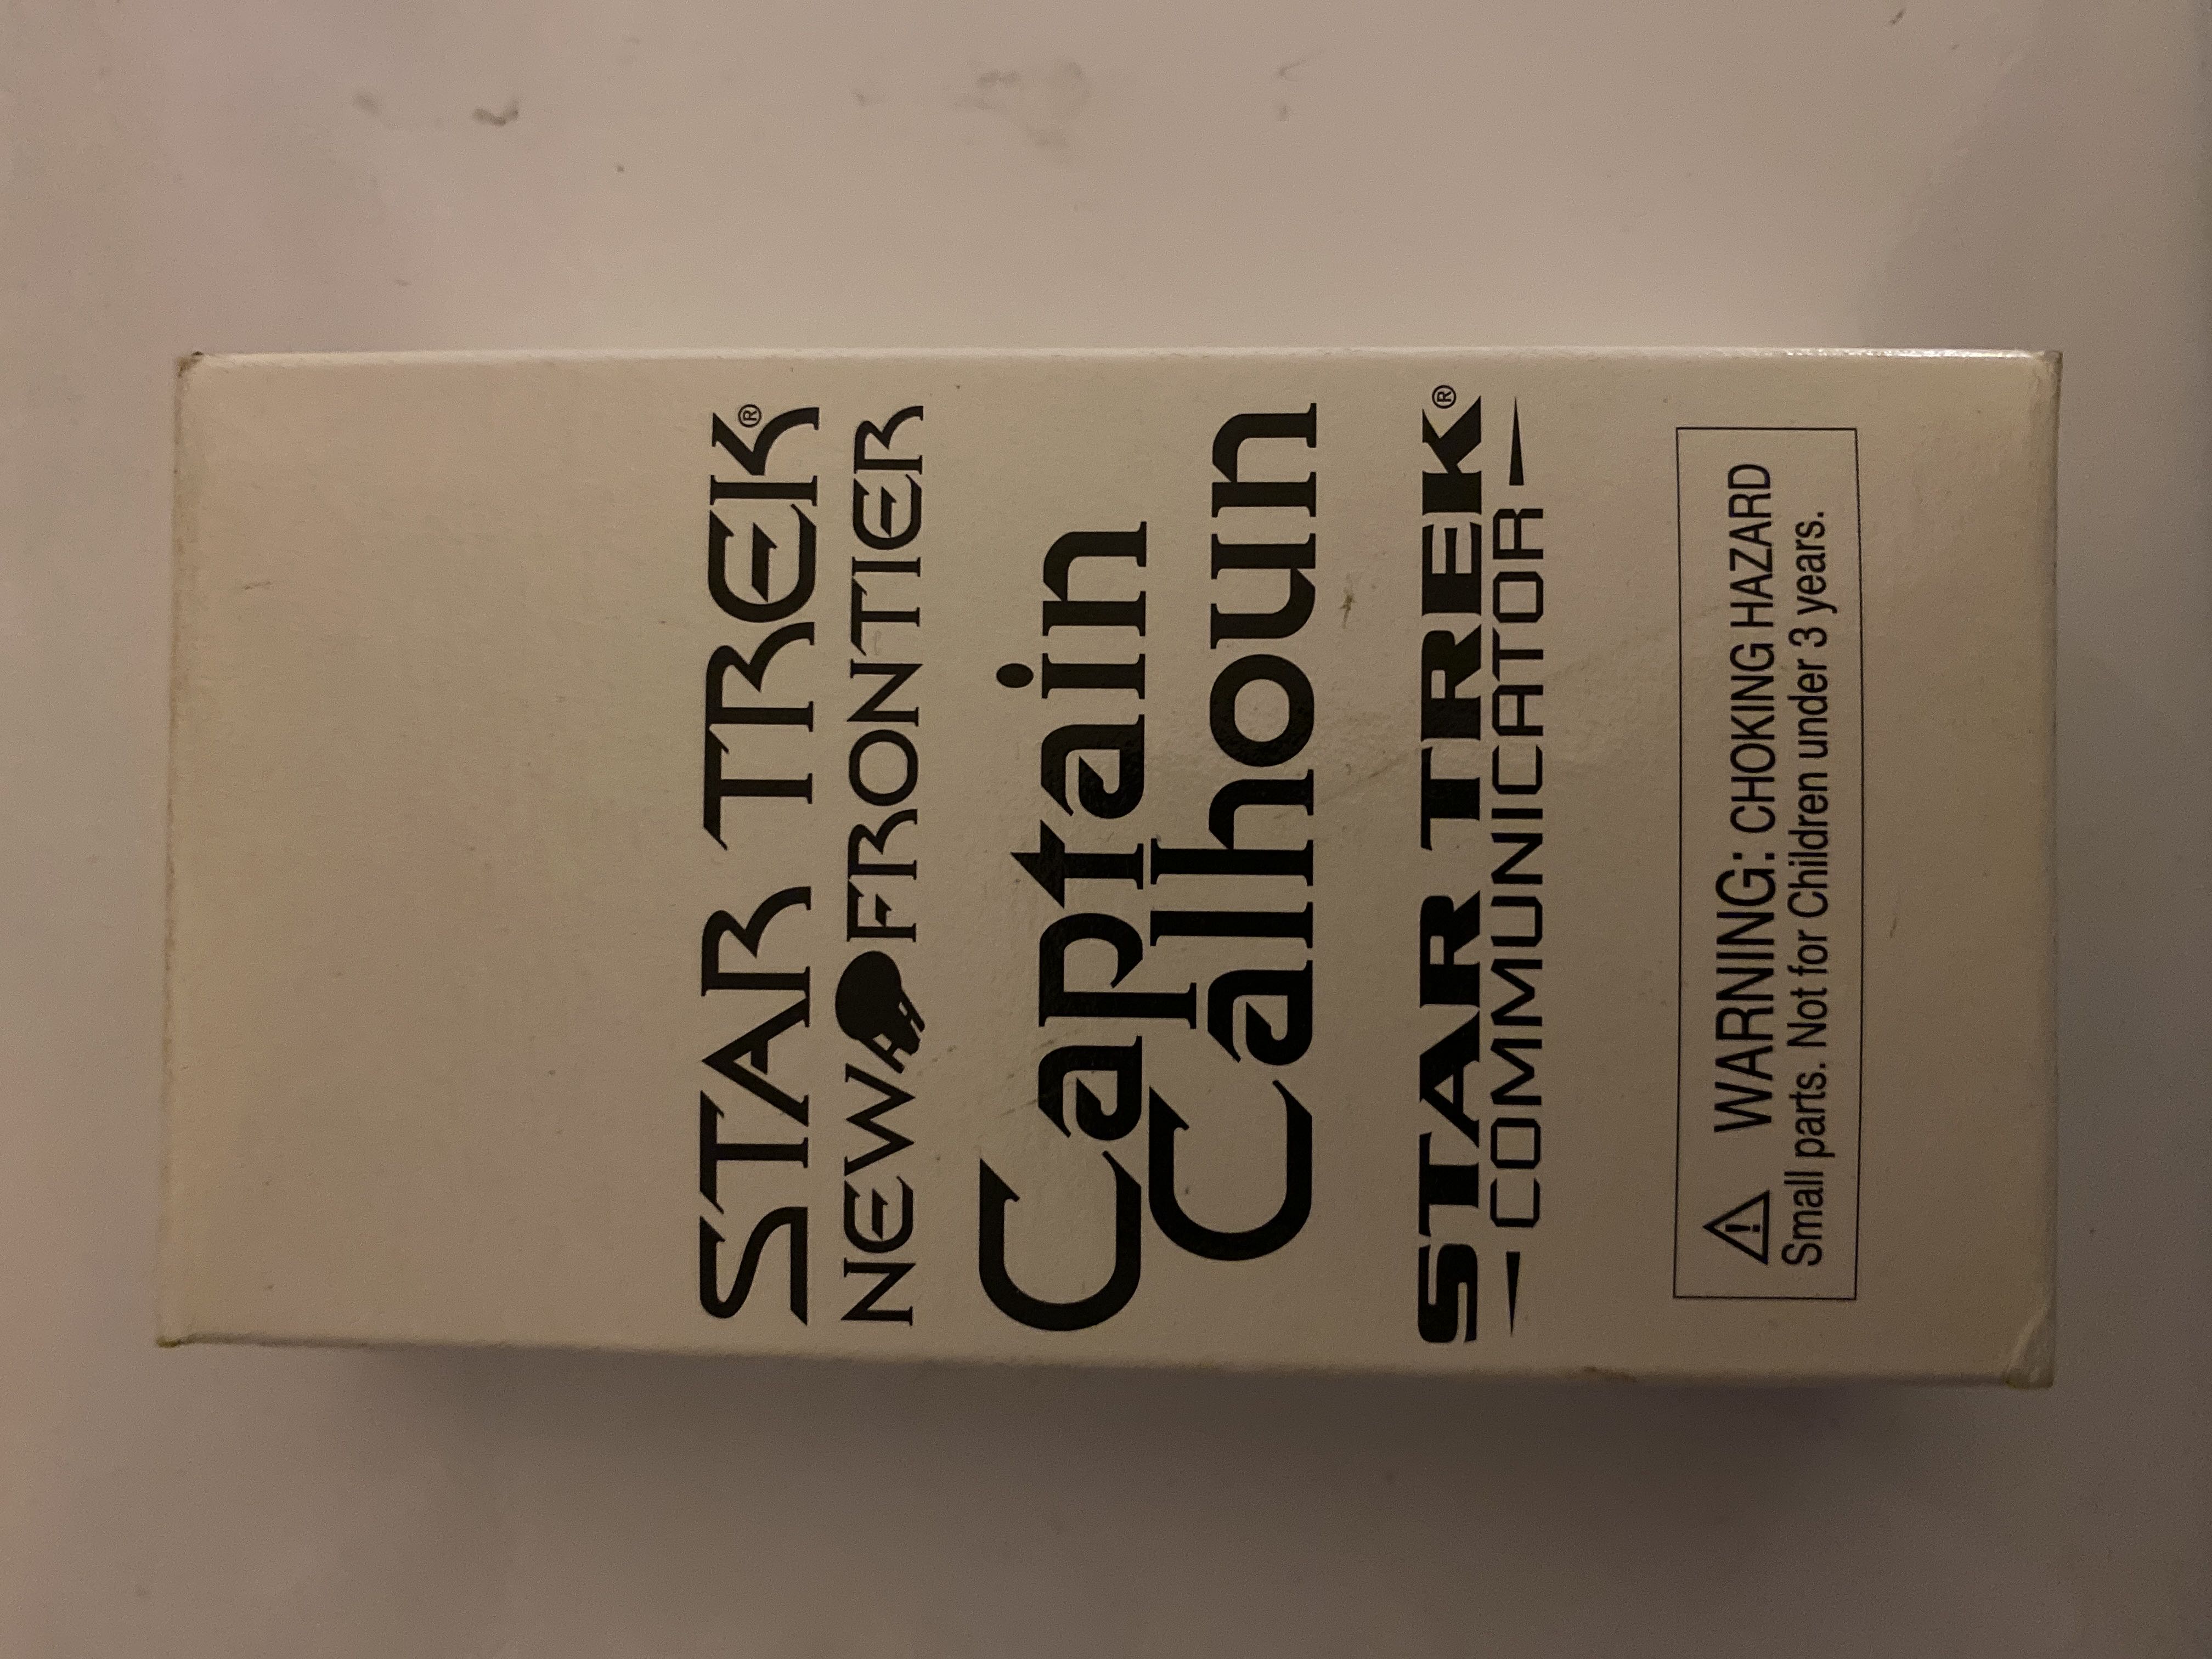 STAR TREK®
NEW FRONTIER
Captain
Calhoun
STAR TREK®
COMMUNICATOR
⚠ WARNING: CHOKING HAZARD
Small parts. Not for Children under 3 years.